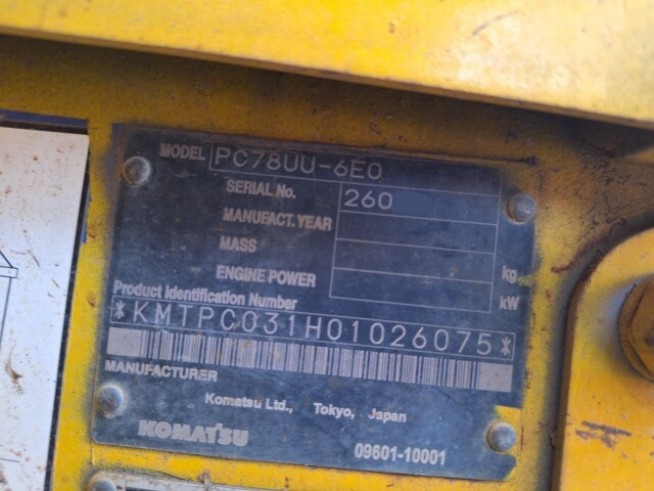 MODEL PC78UU-6E0
SERIAL No. 260
MANUFACT. YEAR
MASS kg
ENGINE POWER kW
Product Identification Number
*KMTPC031H01026075*
MANUFACTURER
Komatsu Ltd., Tokyo, Japan
KOMATSU
09601-10001